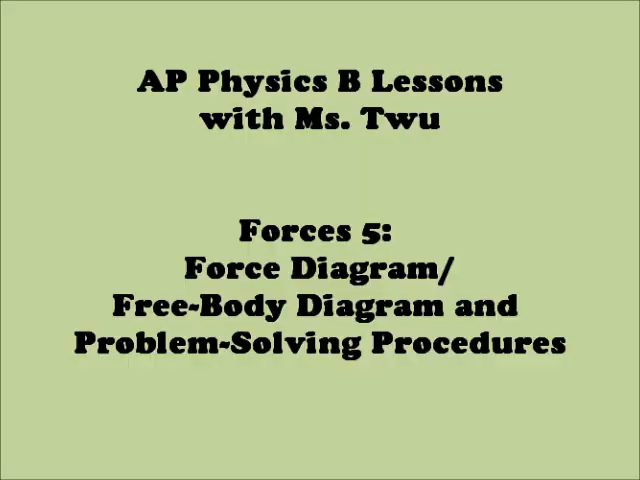 AP Physics B Lessons
with Ms. Twu
Forces 5:
Force Diagram/
Free-Body Diagram and
Problem-Solving Procedures